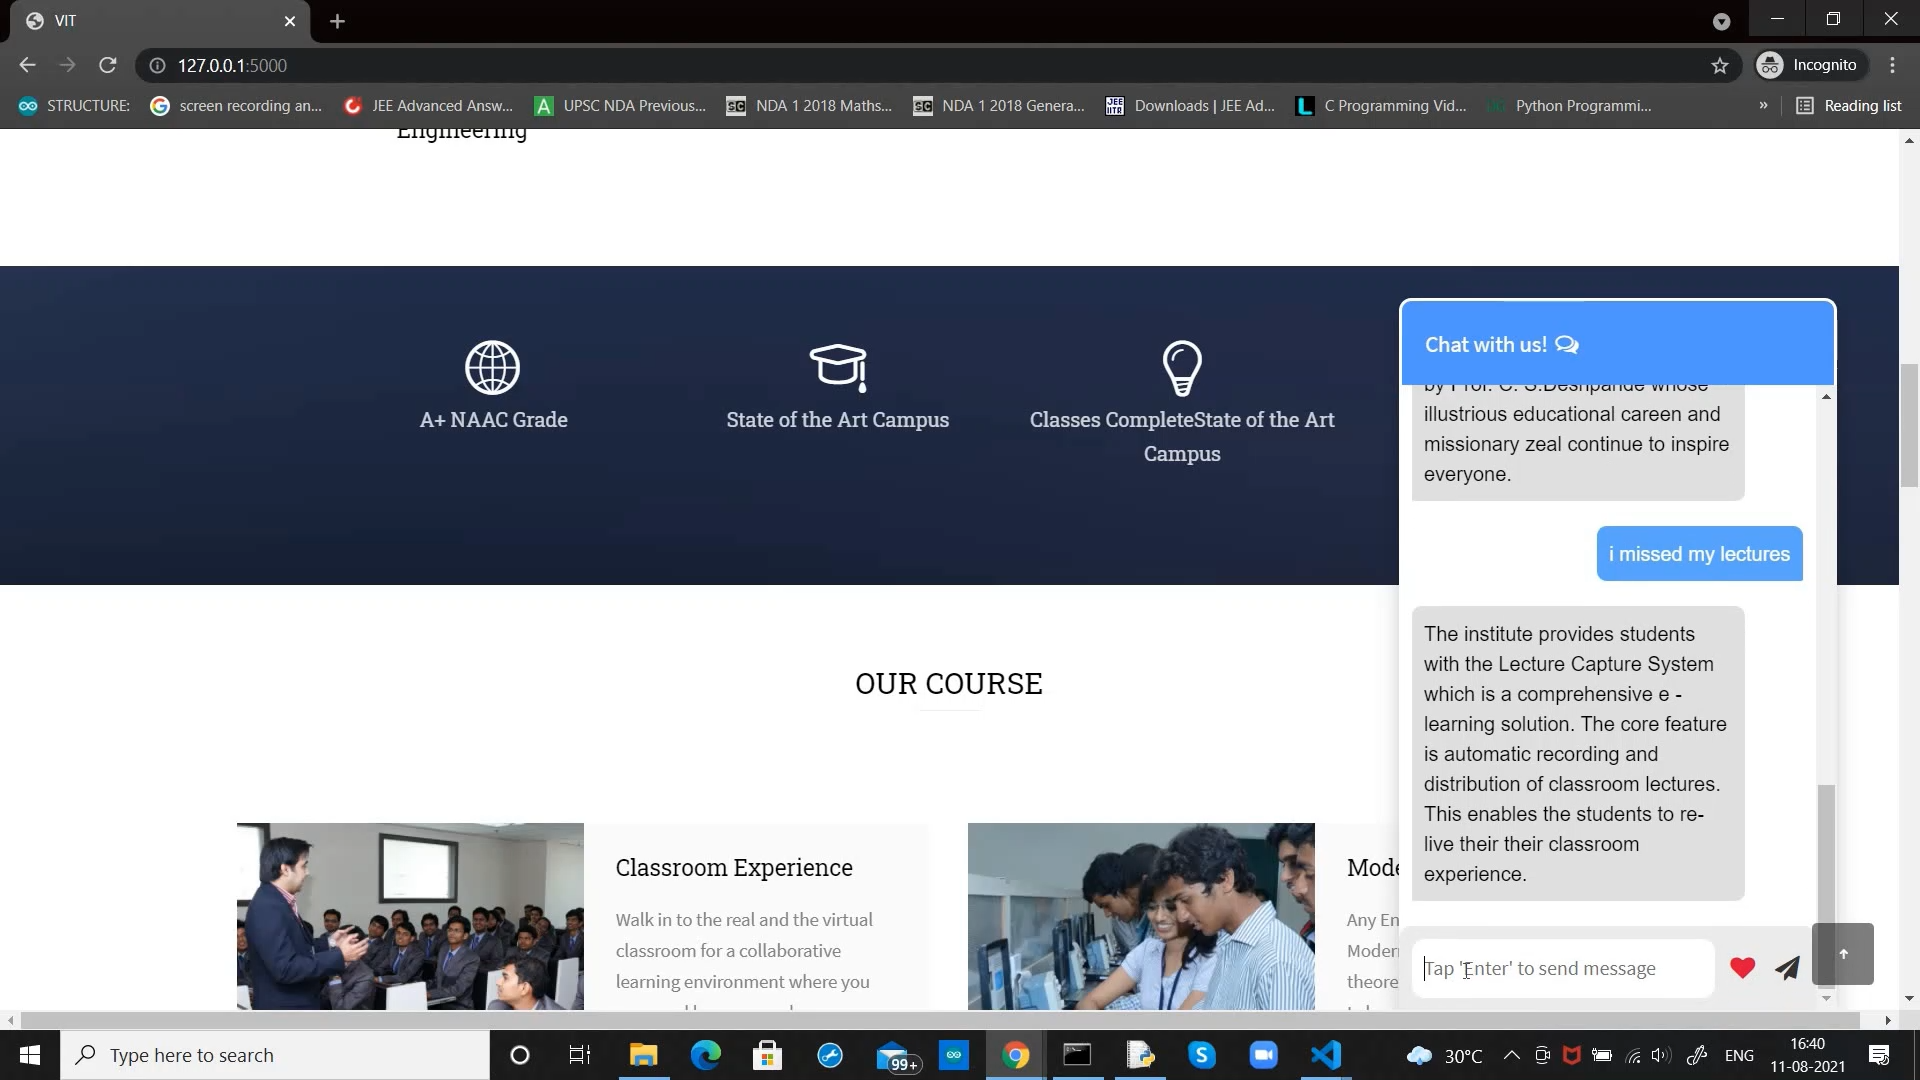 VIT
127.0.0.1:5000
Incognito
STRUCTURE:
screen recording an...
JEE Advanced Answ...
UPSC NDA Previous...
NDA 1 2018 Maths...
NDA 1 2018 Genera...
Downloads | JEE Ad...
C Programming Vid...
Python Programmi...
»
Reading list
Engineering
A+ NAAC Grade
State of the Art Campus
Classes CompleteState of the Art
Campus
OUR COURSE
Classroom Experience
Walk in to the real and the virtual
classroom for a collaborative
learning environment where you
Mode
Any En
Modern
theore
Chat with us!
by Prof. C. S.Deshpande whose
illustrious educational careen and
missionary zeal continue to inspire
everyone.
i missed my lectures
The institute provides students
with the Lecture Capture System
which is a comprehensive e -
learning solution. The core feature
is automatic recording and
distribution of classroom lectures.
This enables the students to re-
live their their classroom
experience.
Tap 'Enter' to send message
Type here to search
99+
30°C
ENG
16:40
11-08-2021